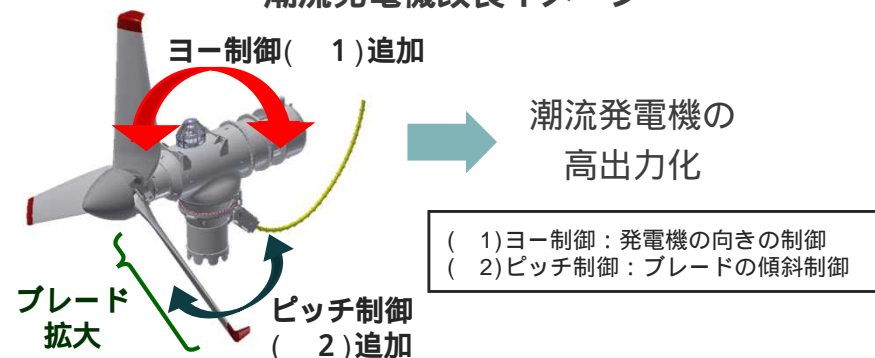 ヨー制御(　1)追加
潮流発電機の
高出力化
(　1)ヨー制御：発電機の向きの制御
(　2)ピッチ制御：ブレードの傾斜制御
ブレード
拡大
ピッチ制御
(　2)追加